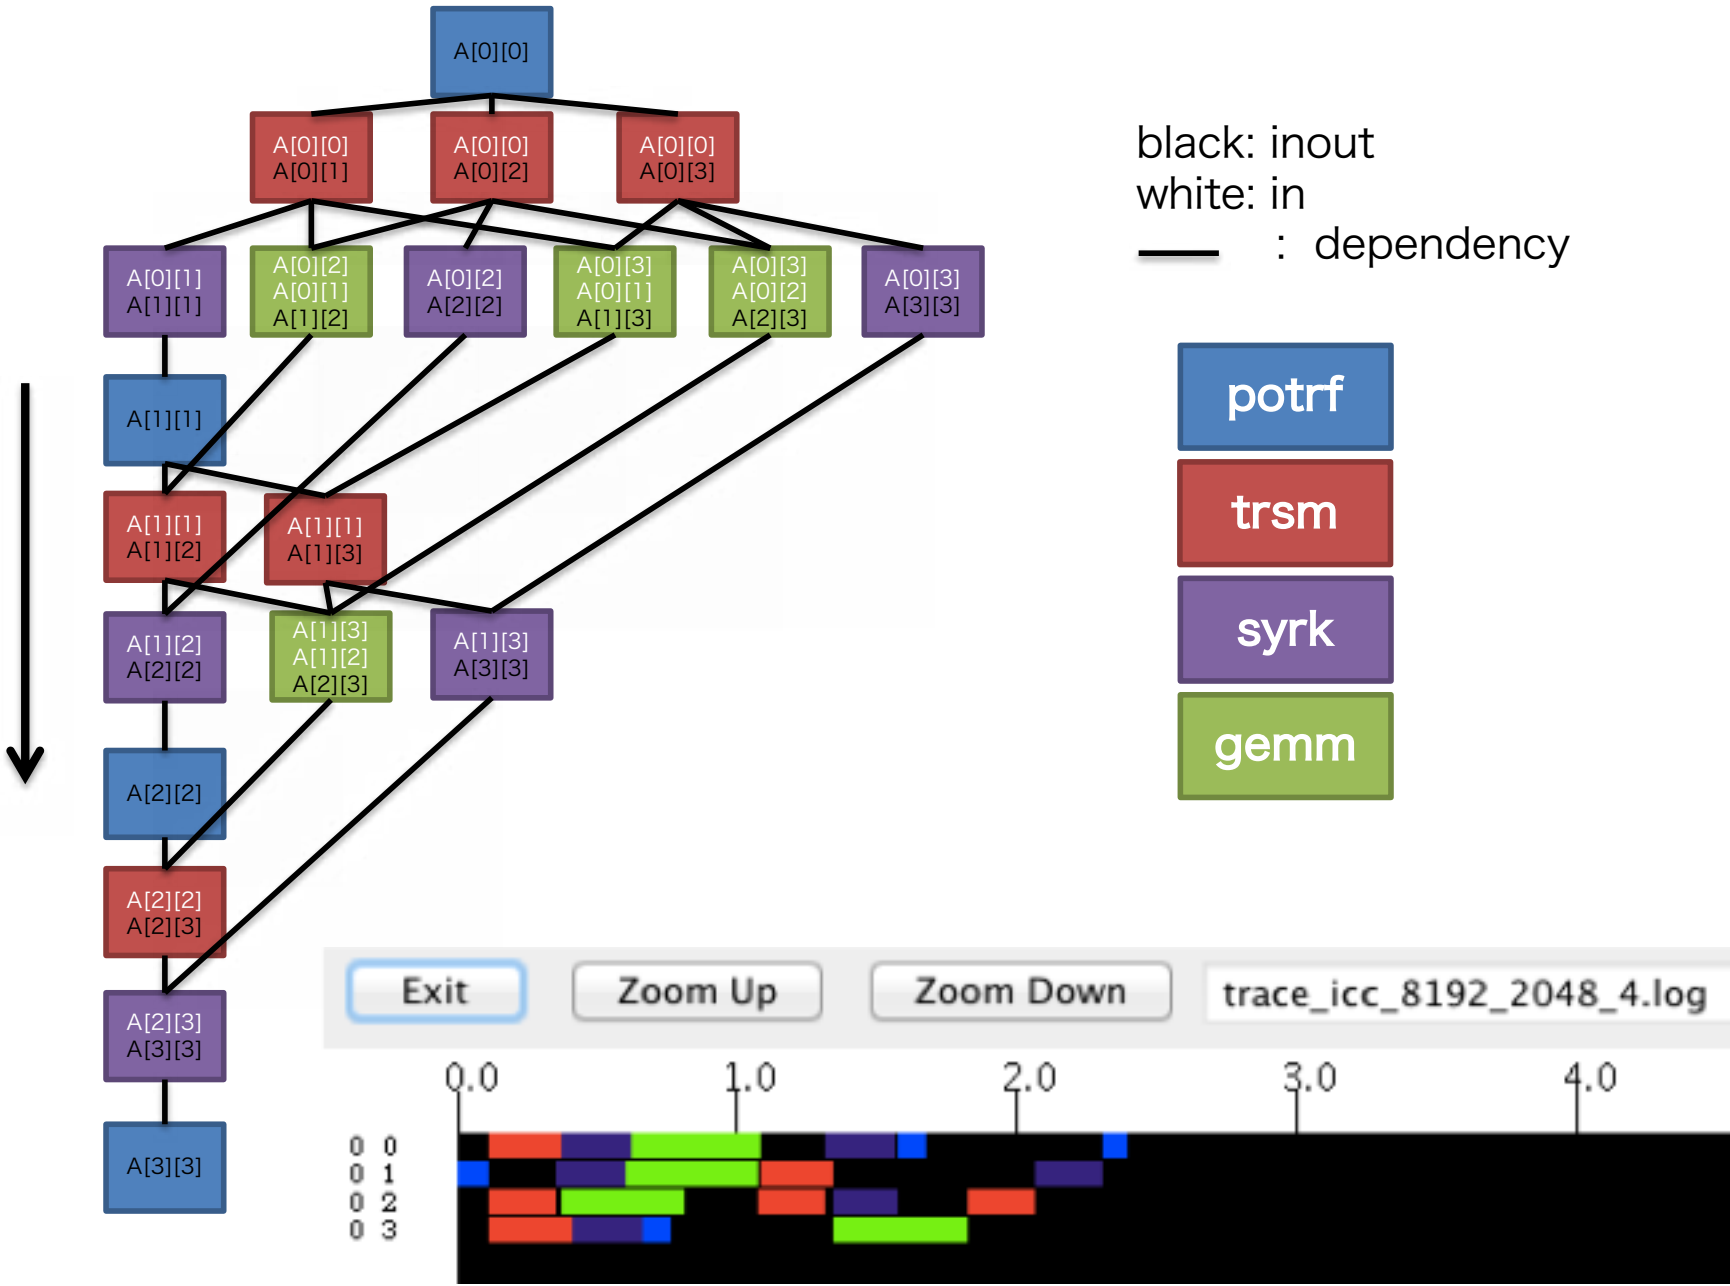 A[0][0]
A[0][0]
A[0][1]
A[0][0]
A[0][2]
A[0][0]
A[0][3]
black: inout
white: in
: dependency
A[0][1]
A[1][1]
A[0][2]
A[0][1]
A[1][2]
A[0][2]
A[2][2]
A[0][3]
A[0][1]
A[1][3]
A[0][3]
A[0][2]
A[2][3]
A[0][3]
A[3][3]
A[1][1]
A[1][1]
A[1][2]
A[1][1]
A[1][3]
A[1][2]
A[2][2]
A[1][3]
A[1][2]
A[2][3]
A[1][3]
A[3][3]
A[2][2]
A[2][2]
A[2][3]
A[2][3]
A[3][3]
A[3][3]
potrf
trsm
syrk
gemm
Exit Zoom Up Zoom Down trace_icc_8192_2048_4.log
0.0 1.0 2.0 3.0 4.0
0 0
0 1
0 2
0 3